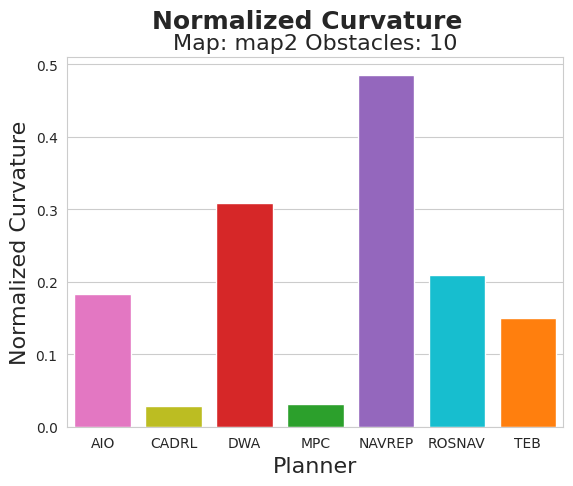 Normalized Curvature
Map: map2 Obstacles: 10
Normalized Curvature
0.5
0.4
0.3
0.2
0.1
0.0
AIO CADRL DWA MPC NAVREP ROSNAV TEB
Planner